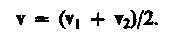 v = (v₁ + v₂)/2.